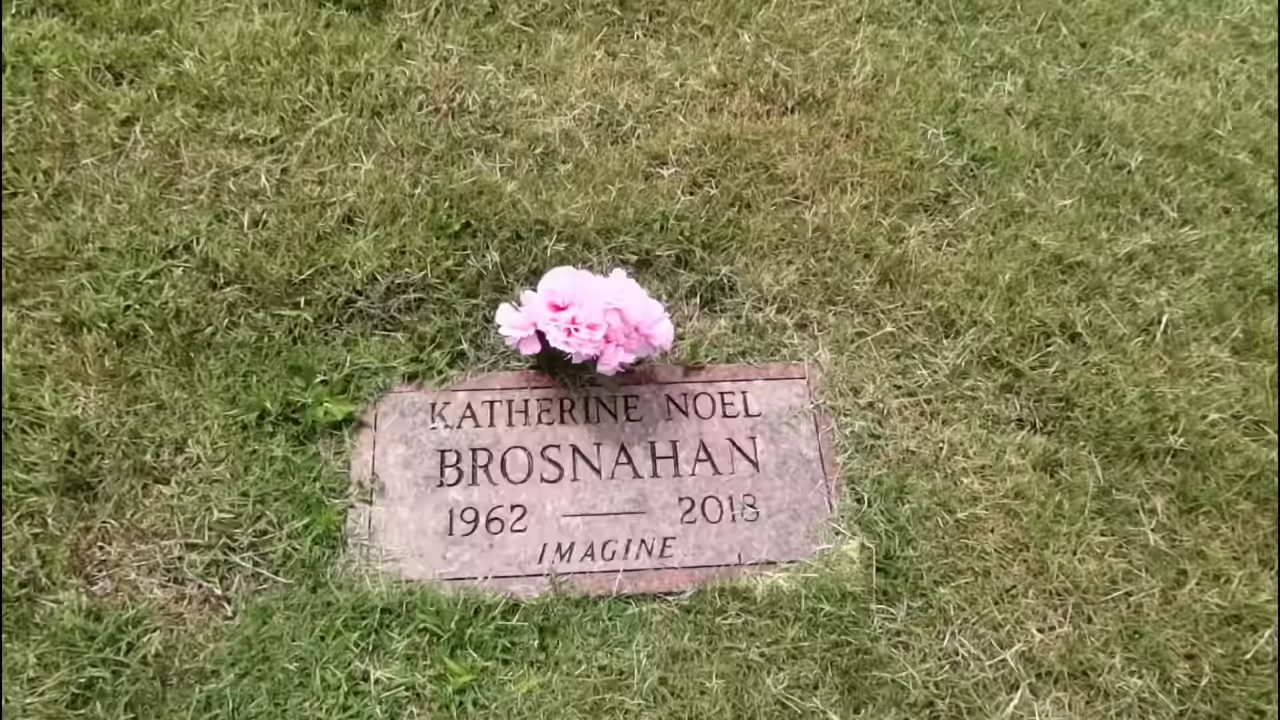 KATHERINE NOEL
BROSNAHAN
1962 — 2018
IMAGINE